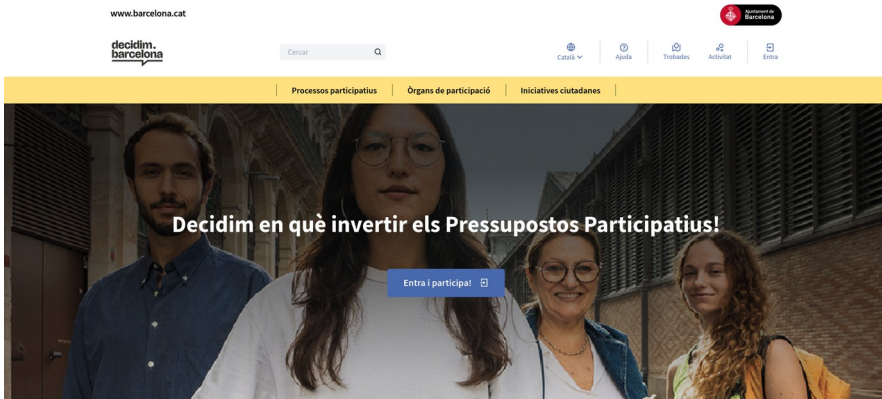 www.barcelona.cat
Ajuntament de
Barcelona
decidim.
barcelona
Cercar
Català
Ajuda
Trobades
Activitat
Entra
Processos participatius
Òrgans de participació
Iniciatives ciutadanes
Decidim en què invertir els Pressupostos Participatius!
Entra i participa!